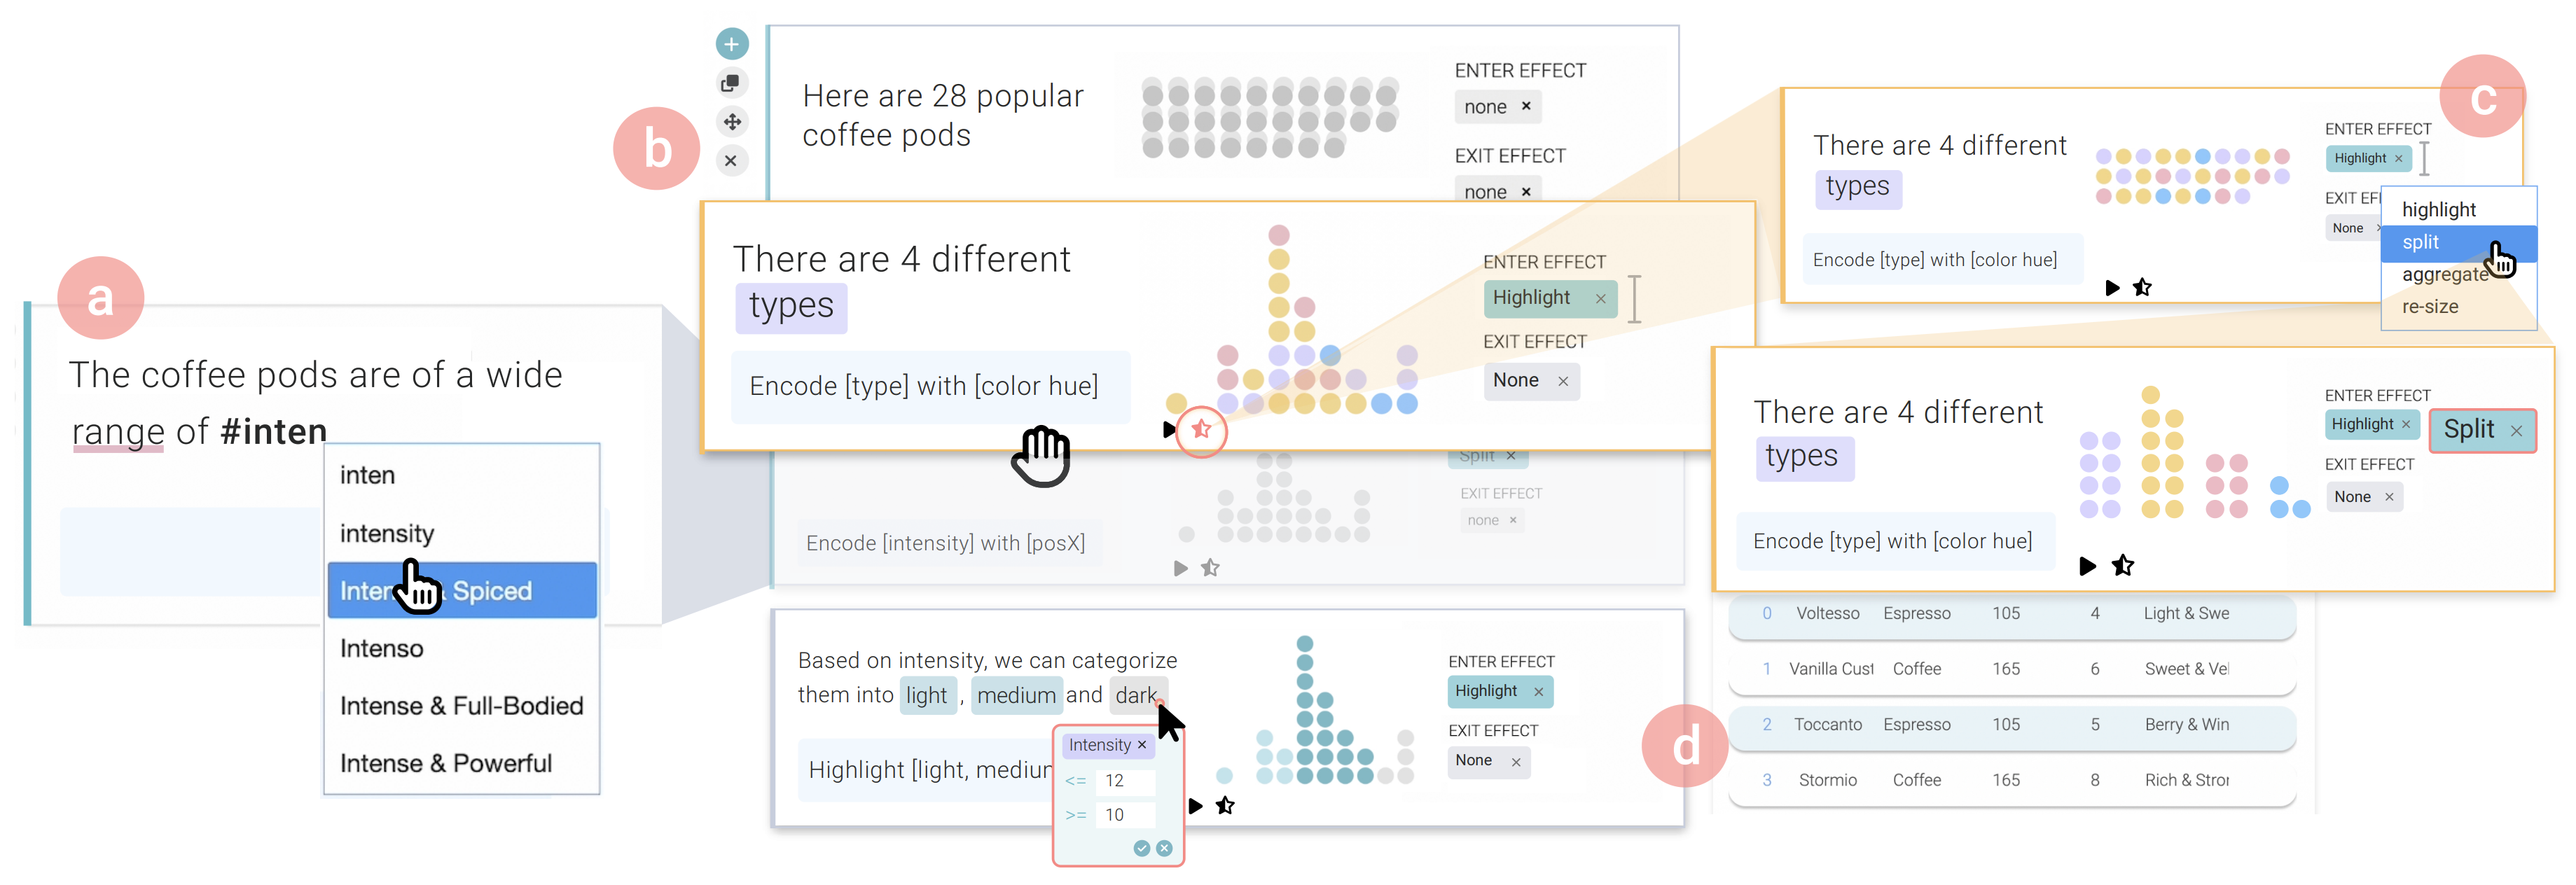 a
The coffee pods are of a wide
range of #inten
inten
intensity
Spiced
Intenso
Intense & Full-Bodied
Intense & Powerful
b
Here are 28 popular
coffee pods
ENTER EFFECT
none ×
EXIT EFFECT
none ×
There are 4 different
types
Encode [type] with [color hue]
ENTER EFFECT
Highlight ×
EXIT EFFECT
None ×
Split ×
EXIT EFFECT
none ×
Encode [intensity] with [posX]
Based on intensity, we can categorize
them into light , medium and dark
Highlight [light, medium
Intensity ×
<= 12
>= 10
ENTER EFFECT
Highlight ×
EXIT EFFECT
None ×
c
There are 4 different
types
Encode [type] with [color hue]
ENTER EFFECT
Highlight ×
EXIT EF
None ×
highlight
split
aggregate
re-size
There are 4 different
types
Encode [type] with [color hue]
ENTER EFFECT
Highlight × Split ×
EXIT EFFECT
None ×
d
0 Voltesso Espresso 105 4 Light & Swe
1 Vanilla Cust Coffee 165 6 Sweet & Vel
2 Toccanto Espresso 105 5 Berry & Win
3 Stormio Coffee 165 8 Rich & Stror